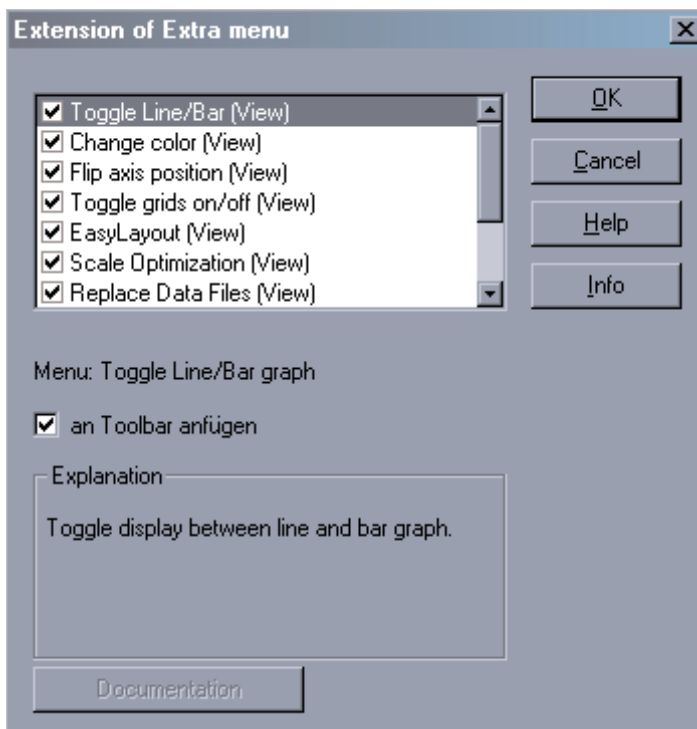 Extension of Extra menu
Toggle Line/Bar (View)
Change color (View)
Flip axis position (View)
Toggle grids on/off (View)
EasyLayout (View)
Scale Optimization (View)
Replace Data Files (View)
OK
Cancel
Help
Info
Menu: Toggle Line/Bar graph
an Toolbar anfügen
Explanation
Toggle display between line and bar graph.
Documentation